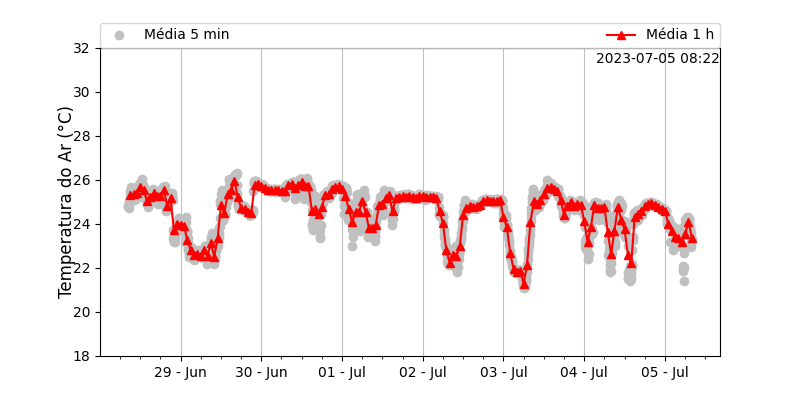 Média 5 min
Média 1 h
2023-07-05 08:22
Temperatura do Ar (°C)
32
30
28
26
24
22
20
18
29 - Jun
30 - Jun
01 - Jul
02 - Jul
03 - Jul
04 - Jul
05 - Jul